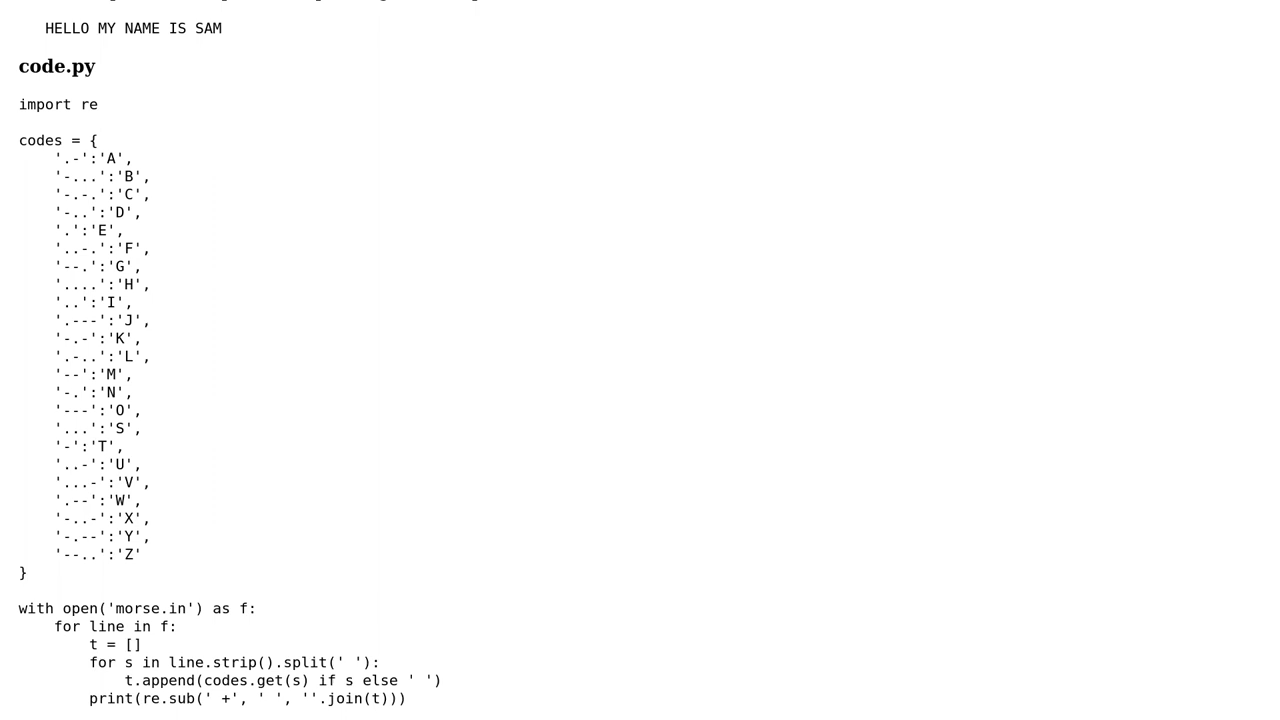 HELLO MY NAME IS SAM
code.py
import re
codes = {
    '.-':'A',
    '-...':'B',
    '-.-.':'C',
    '-..':'D',
    '.':'E',
    '..-.':'F',
    '--.':'G',
    '....':'H',
    '..':'I',
    '.---':'J',
    '-.-':'K',
    '.-..':'L',
    '--':'M',
    '-.':'N',
    '---':'O',
    '...':'S',
    '-':'T',
    '..-':'U',
    '...-':'V',
    '.--':'W',
    '-..-':'X',
    '-.--':'Y',
    '--..':'Z'
}
with open('morse.in') as f:
    for line in f:
        t = []
        for s in line.strip().split(' '):
            t.append(codes.get(s) if s else ' ')
        print(re.sub(' +', ' ', ''.join(t)))